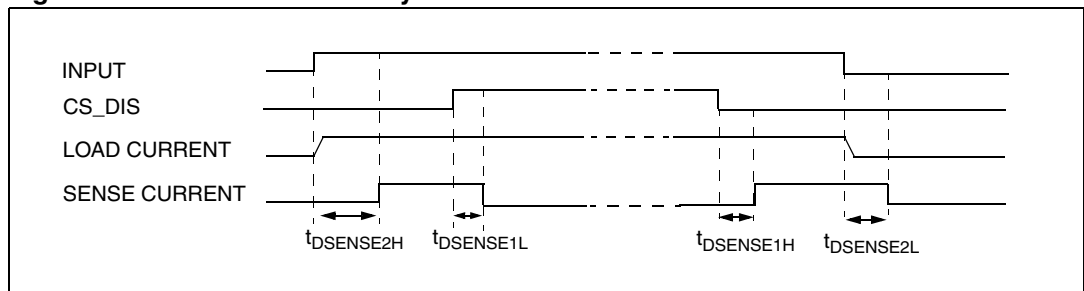 INPUT
CS_DIS
LOAD CURRENT
SENSE CURRENT
tDSENSE2H
tDSENSE1L
tDSENSE1H
tDSENSE2L